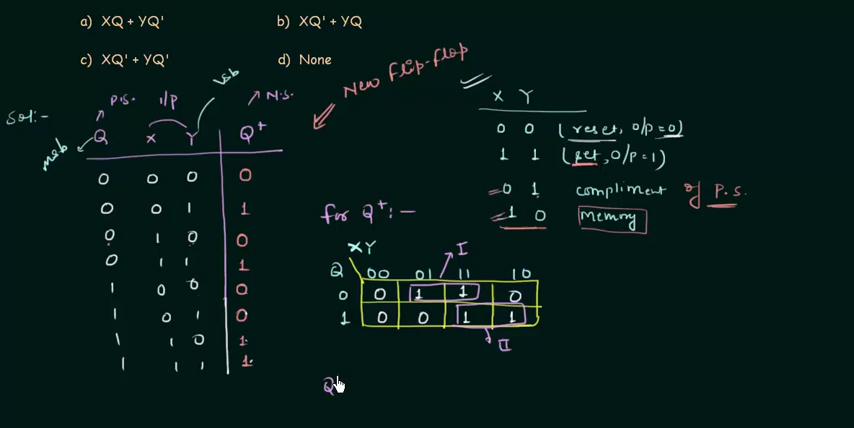 a) XQ + YQ'
b) XQ' + YQ
c) XQ' + YQ'
d) None
New Flip-Flop
Sol:-
P.S. i/p lsb N.S.
msb Q X Y Q+
0 0 0 0
0 0 1 1
0 1 0 0
0 1 1 1
1 0 0 0
1 0 1 0
1 1 0 1
1 1 1 1
X Y
0 0 (reset, o/p=0)
1 1 (set, o/p=1)
0 1 compliment of P.S.
1 0 Memory
for Q+:-
XY I
Q 00 01 11 10
0 0 1 1 0
1 0 0 1 1
II
Q